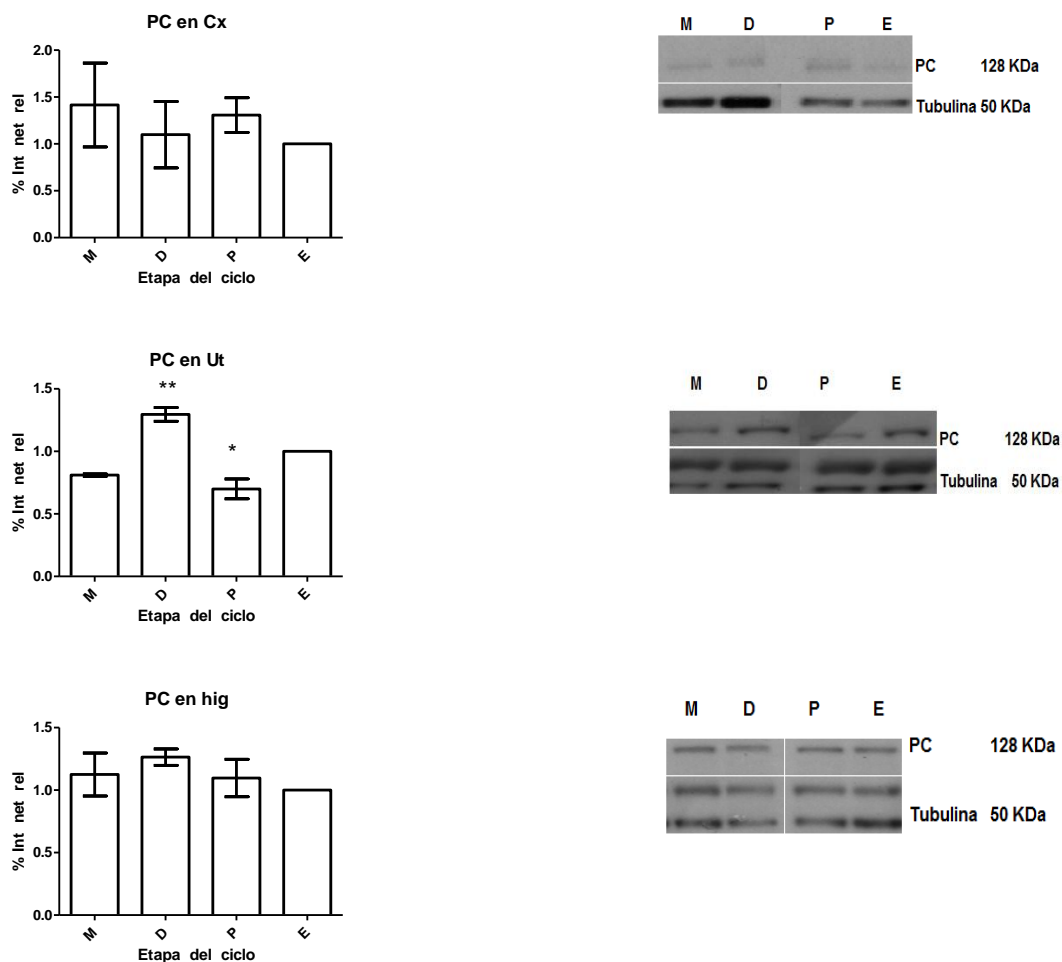 PC en Cx
2.0
1.5
1.0
0.5
0.0
% Int net rel
M D P E
Etapa del ciclo
M D P E
PC 128 KDa
Tubulina 50 KDa
PC en Ut
1.5
1.0
0.5
0.0
% Int net rel
**
*
M D P E
Etapa del ciclo
M D P E
PC 128 KDa
Tubulina 50 KDa
PC en hig
1.5
1.0
0.5
0.0
% Int net rel
M D P E
Etapa del ciclo
M D P E
PC 128 KDa
Tubulina 50 KDa